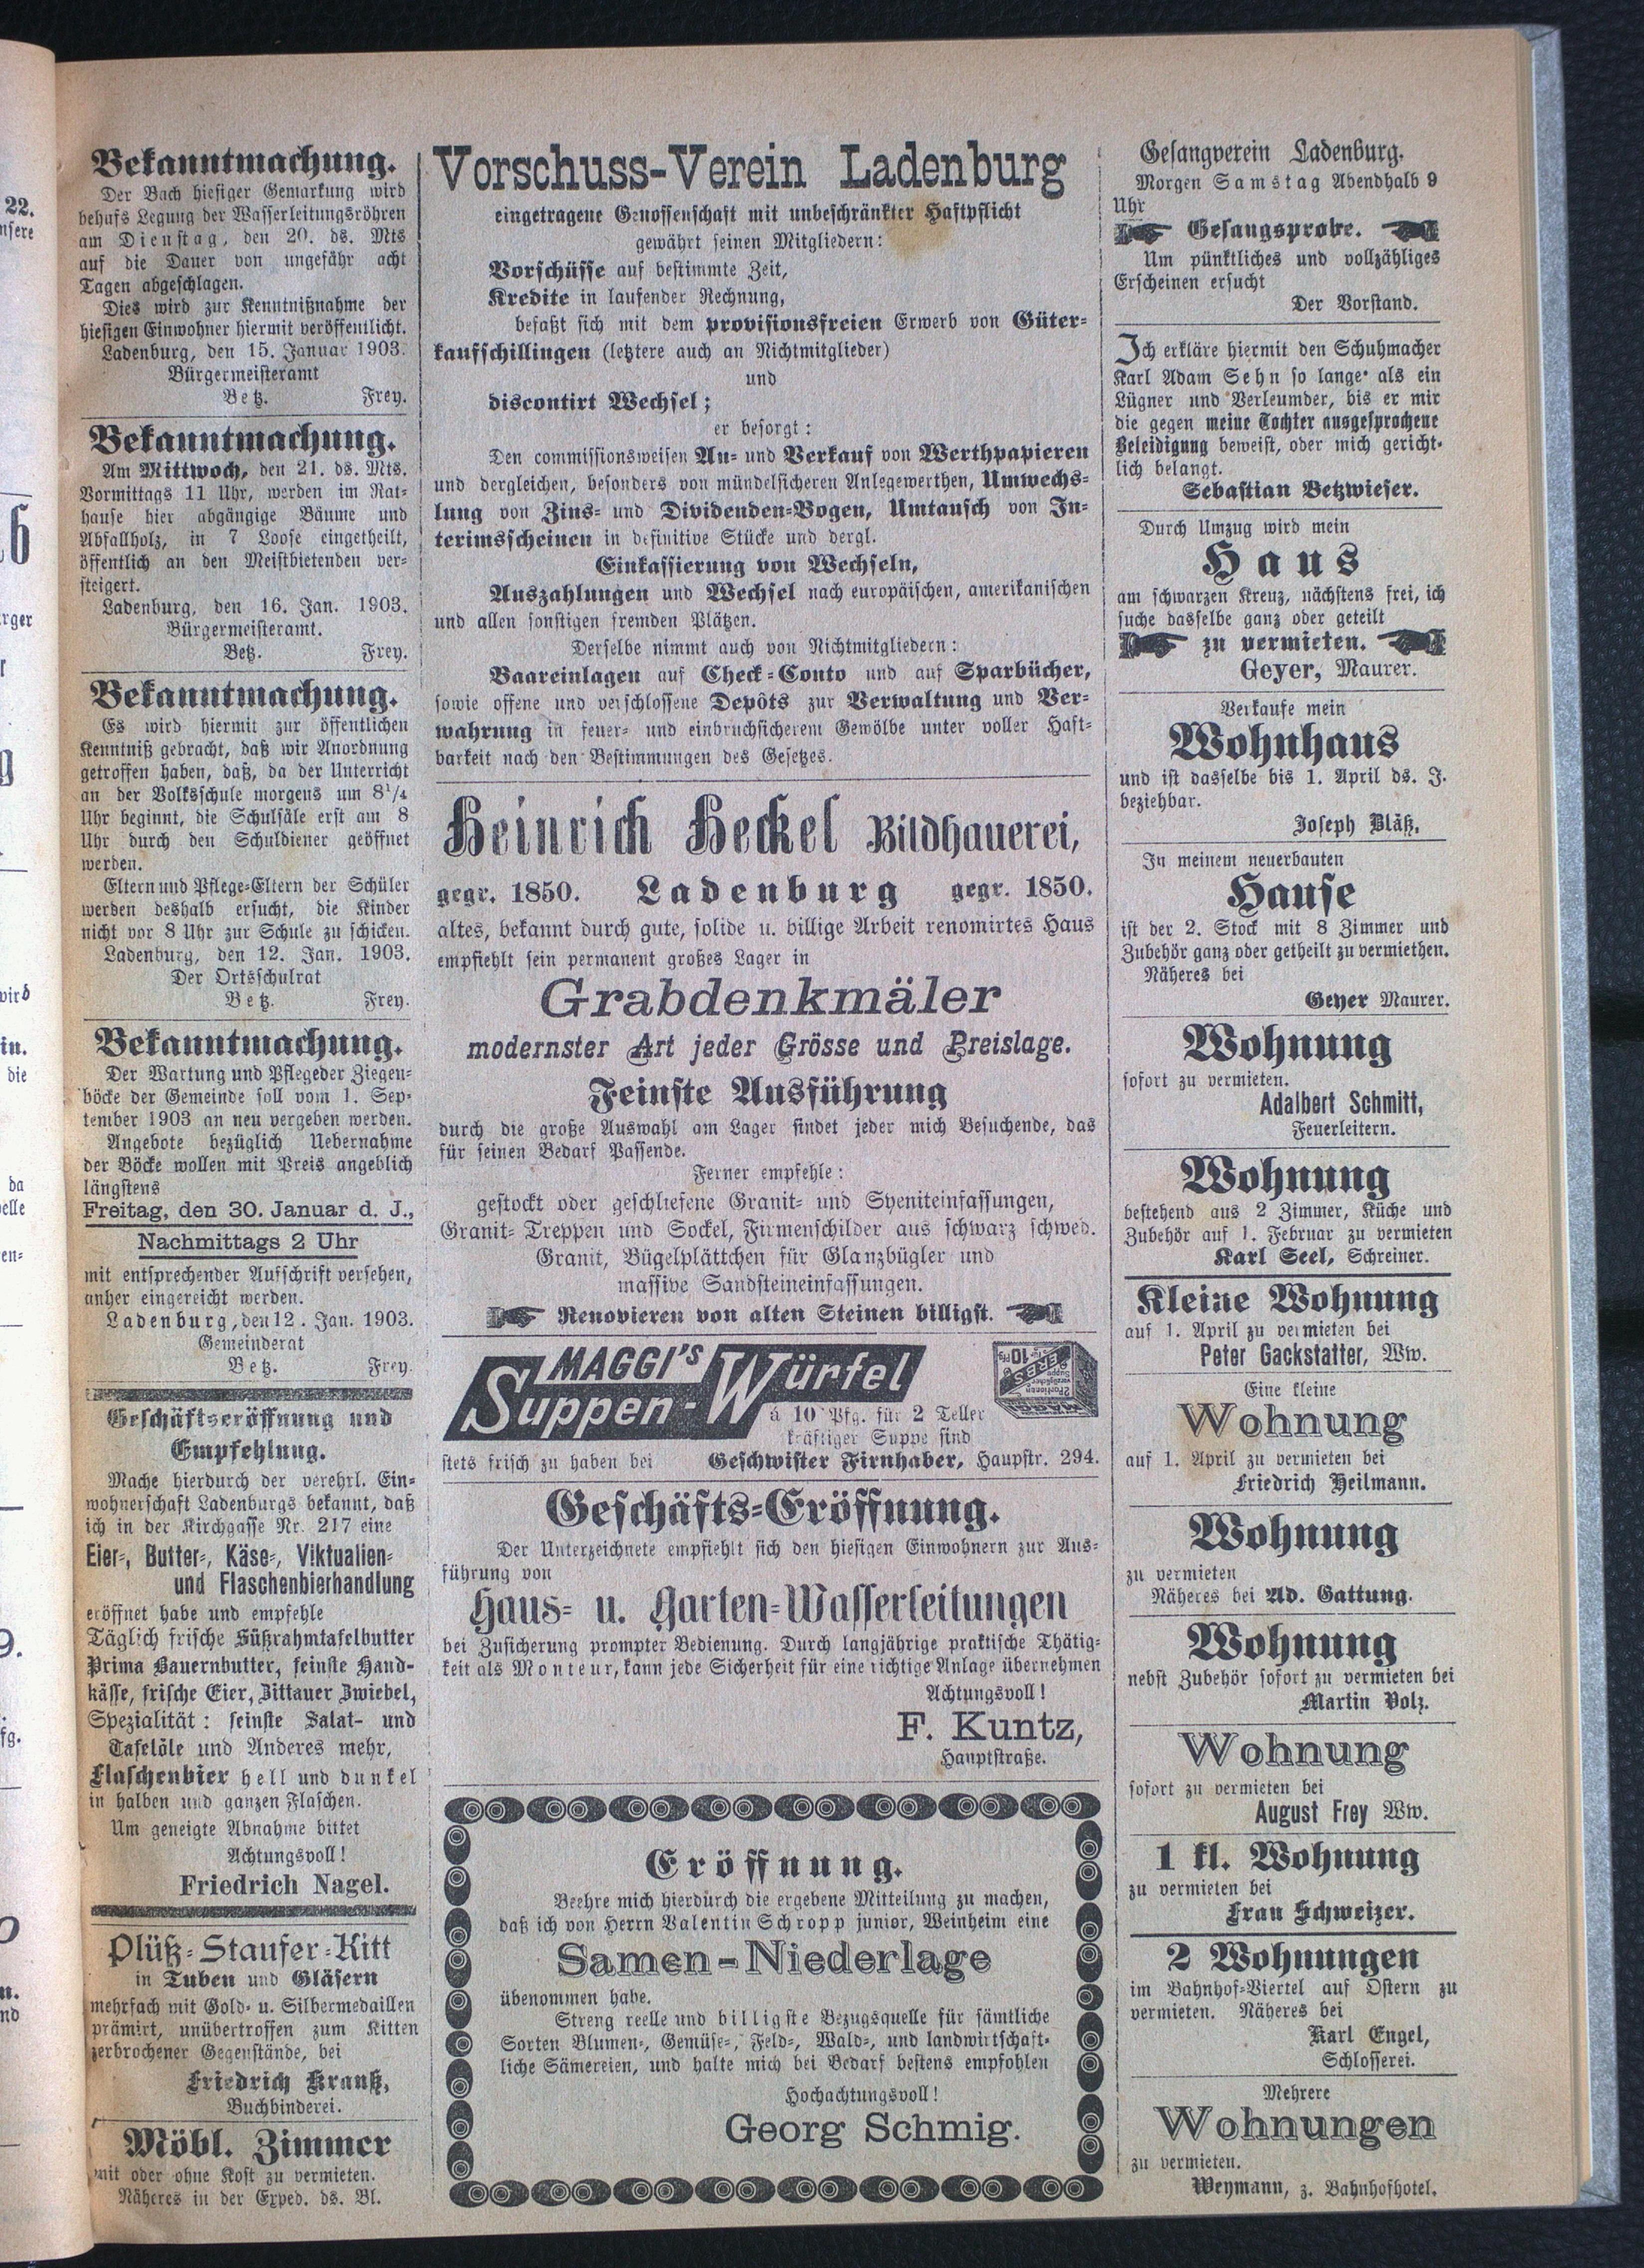 Bekanntmachung.
Der Bach hiesiger Gemarkung wird
behufs Legung der Wasserleitungsröhren
am Dienstag, den 20. ds. Mts
auf die Dauer von ungefähr acht
Tagen abgeschlagen.
Dies wird zur Kenntnißnahme der
hiesigen Einwohner hiermit veröffentlicht.
Ladenburg, den 15. Januar 1903.
Bürgermeisteramt
Betz. Frey.
Bekanntmachung.
Am Mittwoch, den 21. ds. Mts.
Vormittags 11 Uhr, werden im Rat-
hause hier abgängige Bäume und
Abfallholz, in 7 Loose eingetheilt,
öffentlich an den Meistbietenden ver-
steigert.
Ladenburg, den 16. Jan. 1903.
Bürgermeisteramt.
Betz. Frey.
Bekanntmachung.
Es wird hiermit zur öffentlichen
Kenntniß gebracht, daß wir Anordnung
getroffen haben, daß, da der Unterricht
an der Volksschule morgens um 8¹/₄
Uhr beginnt, die Schulsäle erst am 8
Uhr durch den Schuldiener geöffnet
werden.
Eltern und Pflege-Eltern der Schüler
werden deshalb ersucht, die Kinder
nicht vor 8 Uhr zur Schule zu schicken.
Ladenburg, den 12. Jan. 1903.
Der Ortsschulrat
Betz. Frey.
Bekanntmachung.
Der Wartung und Pflege der Ziegen-
böcke der Gemeinde soll vom 1. Sep-
tember 1903 an neu vergeben werden.
Angebote bezüglich Uebernahme
der Böcke wollen mit Preis angeblich
längstens
Freitag, den 30. Januar d. J.,
Nachmittags 2 Uhr
mit entsprechender Aufschrift versehen,
anher eingereicht werden.
Ladenburg, den 12. Jan. 1903.
Gemeinderat
Betz. Frey.
Geschäftseröffnung und
Empfehlung.
Mache hierdurch der verehrl. Ein-
wohnerschaft Ladenburgs bekannt, daß
ich in der Kirchgasse Nr. 217 eine
Eier-, Butter-, Käse-, Viktualien-
und Flaschenbierhandlung
eröffnet habe und empfehle
Täglich frische Süßrahmtafelbutter
Prima Bauernbutter, feinste Hand-
kässe, frische Eier, Zittauer Zwiebel,
Spezialität: feinste Salat- und
Tafelöle und Anderes mehr,
Flaschenbier hell und dunkel
in halben und ganzen Flaschen.
Um geneigte Abnahme bittet
Achtungsvoll!
Friedrich Nagel.
Plüß-Staufer-Kitt
in Tuben und Gläsern
mehrfach mit Gold- u. Silbermedaillen
prämirt, unübertroffen zum Kitten
zerbrochener Gegenstände, bei
Friedrich Krauß,
Buchbinderei.
Möbl. Zimmer
mit oder ohne Kost zu vermieten.
Näheres in der Exped. ds. Bl.
Vorschuss-Verein Ladenburg
eingetragene Genossenschaft mit unbeschränkter Haftpflicht
gewährt seinen Mitgliedern:
Vorschüsse auf bestimmte Zeit,
Kredite in laufender Rechnung,
befaßt sich mit dem provisionsfreien Erwerb von Güter-
kaufschillingen (letztere auch an Nichtmitglieder)
und
discontirt Wechsel;
er besorgt:
Den commissionsweisen An- und Verkauf von Werthpapieren
und dergleichen, besonders von mündelsicheren Anlegewerthen, Umwechs-
lung von Zins- und Dividenden-Bogen, Umtausch von In-
terimsscheinen in definitive Stücke und dergl.
Einkassierung von Wechseln,
Auszahlungen und Wechsel nach europäischen, amerikanischen
und allen sonstigen fremden Plätzen.
Derselbe nimmt auch von Nichtmitgliedern:
Baareinlagen auf Check-Conto und auf Sparbücher,
sowie offene und verschlossene Depôts zur Verwaltung und Ver-
wahrung in feuer- und einbruchsicherem Gewölbe unter voller Haft-
barkeit nach den Bestimmungen des Gesetzes.
Heinrich Heckel Bildhauerei,
gegr. 1850. Ladenburg gegr. 1850.
altes, bekannt durch gute, solide u. billige Arbeit renomirtes Haus
empfiehlt sein permanent großes Lager in
Grabdenkmäler
modernster Art jeder Grösse und Preislage.
Feinste Ausführung
durch die große Auswahl am Lager findet jeder mich Besuchende, das
für seinen Bedarf Passende.
Ferner empfehle:
gestockt oder geschliefene Granit- und Syeniteinfassungen,
Granit-Treppen und Sockel, Firmenschilder aus schwarz schwed.
Granit, Bügelplättchen für Glanzbügler und
massive Sandsteineinfassungen.
Renovieren von alten Steinen billigst.
MAGGI'S
Suppen-Würfel
à 10 Pfg. für 2 Teller
kräftiger Suppe sind
stets frisch zu haben bei Geschwister Firnhaber, Haupstr. 294.
Geschäfts-Eröffnung.
Der Unterzeichnete empfiehlt sich den hiesigen Einwohnern zur Aus-
führung von
Haus- u. Garten-Wasserleitungen
bei Zusicherung prompter Bedienung. Durch langjährige praktische Thätig-
keit als Monteur, kann jede Sicherheit für eine richtige Anlage übernehmen
Achtungsvoll!
F. Kuntz,
Hauptstraße.
Eröffnung.
Beehre mich hierdurch die ergebene Mitteilung zu machen,
daß ich von Herrn Valentin Schropp junior, Weinheim eine
Samen-Niederlage
übenommen habe.
Streng reelle und billigste Bezugsquelle für sämtliche
Sorten Blumen-, Gemüse-, Feld-, Wald-, und landwirtschaft-
liche Sämereien, und halte mich bei Bedarf bestens empfohlen
Hochachtungsvoll!
Georg Schmig.
Gesangverein Ladenburg.
Morgen Samstag Abendhalb 9
Uhr
Gesangsprobe.
Um pünktliches und vollzähliges
Erscheinen ersucht
Der Vorstand.
Ich erkläre hiermit den Schuhmacher
Karl Adam Sehn so lange als ein
Lügner und Verleumder, bis er mir
die gegen meine Tochter ausgesprochene
Beleidigung beweist, oder mich gericht-
lich belangt.
Sebastian Betzwieser.
Durch Umzug wird mein
Haus
am schwarzen Kreuz, nächstens frei, ich
suche dasselbe ganz oder geteilt
zu vermieten.
Geyer, Maurer.
Verkaufe mein
Wohnhaus
und ist dasselbe bis 1. April ds. J.
beziehbar.
Joseph Bläß.
In meinem neuerbauten
Hause
ist der 2. Stock mit 8 Zimmer und
Zubehör ganz oder getheilt zu vermiethen.
Näheres bei
Geyer Maurer.
Wohnung
sofort zu vermieten.
Adalbert Schmitt,
Feuerleitern.
Wohnung
bestehend aus 2 Zimmer, Küche und
Zubehör auf 1. Februar zu vermieten
Karl Seel, Schreiner.
Kleine Wohnung
auf 1. April zu vermieten bei
Peter Gackstatter, Ww.
Eine kleine
Wohnung
auf 1. April zu vermieten bei
Friedrich Heilmann.
Wohnung
zu vermieten
Näheres bei Ad. Gattung.
Wohnung
nebst Zubehör sofort zu vermieten bei
Martin Volz.
Wohnung
sofort zu vermieten bei
August Frey Ww.
1 kl. Wohnung
zu vermieten bei
Frau Schweizer.
2 Wohnungen
im Bahnhof-Viertel auf Ostern zu
vermieten. Näheres bei
Karl Engel,
Schlosserei.
Mehrere
Wohnungen
zu vermieten.
Weymann, z. Bahnhofhotel.